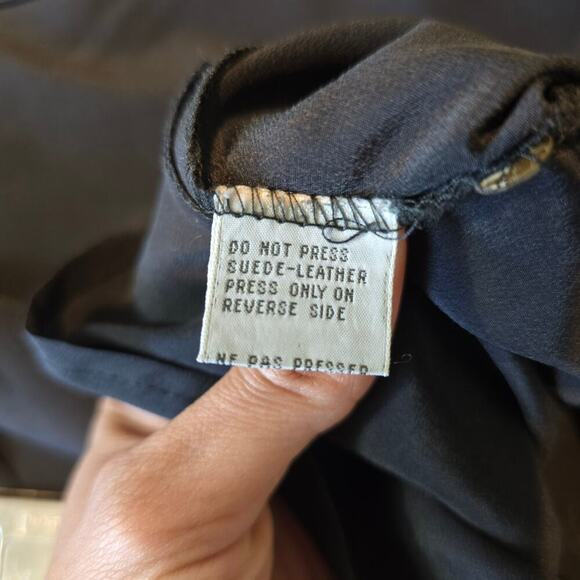 DO NOT PRESS
SUEDE-LEATHER
PRESS ONLY ON
REVERSE SIDE
NE PAS PRESSER